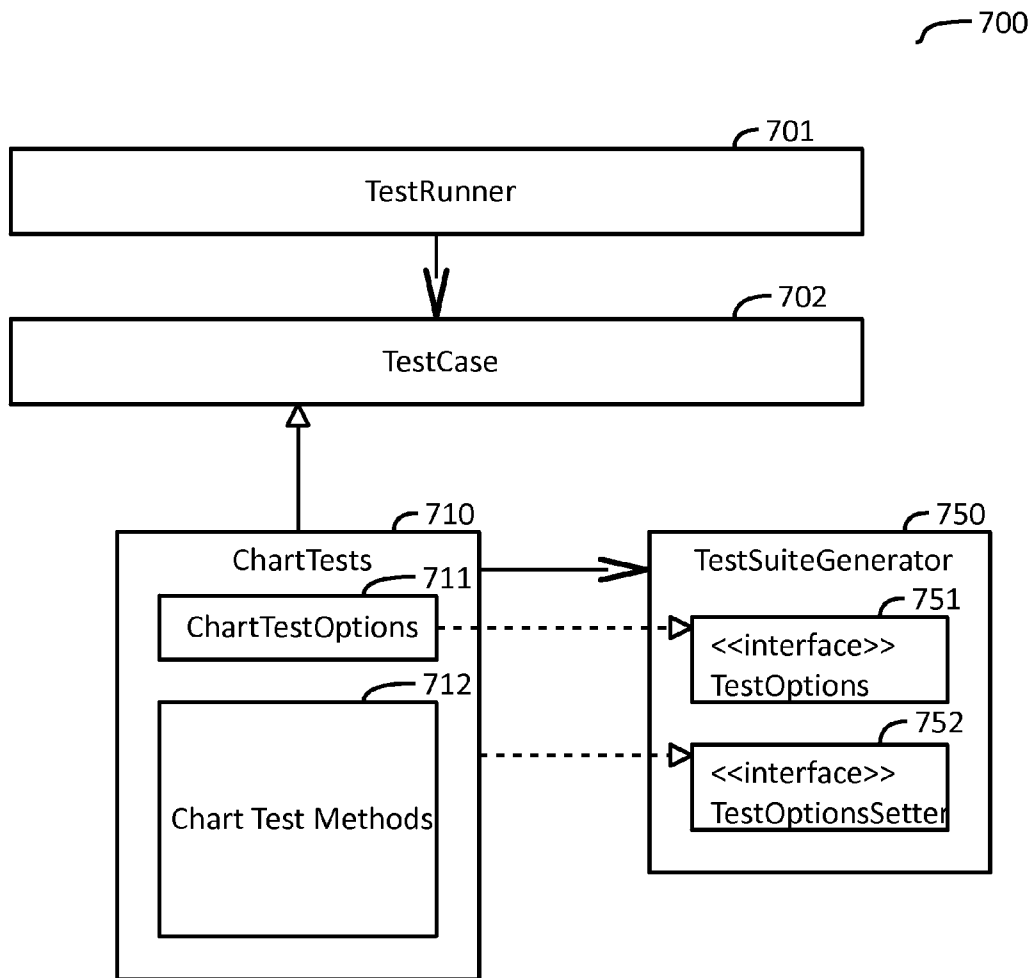 700
701
TestRunner
702
TestCase
710
ChartTests
711
ChartTestOptions
712
Chart Test Methods
750
TestSuiteGenerator
751
<<interface>>
TestOptions
752
<<interface>>
TestOptionsSetter